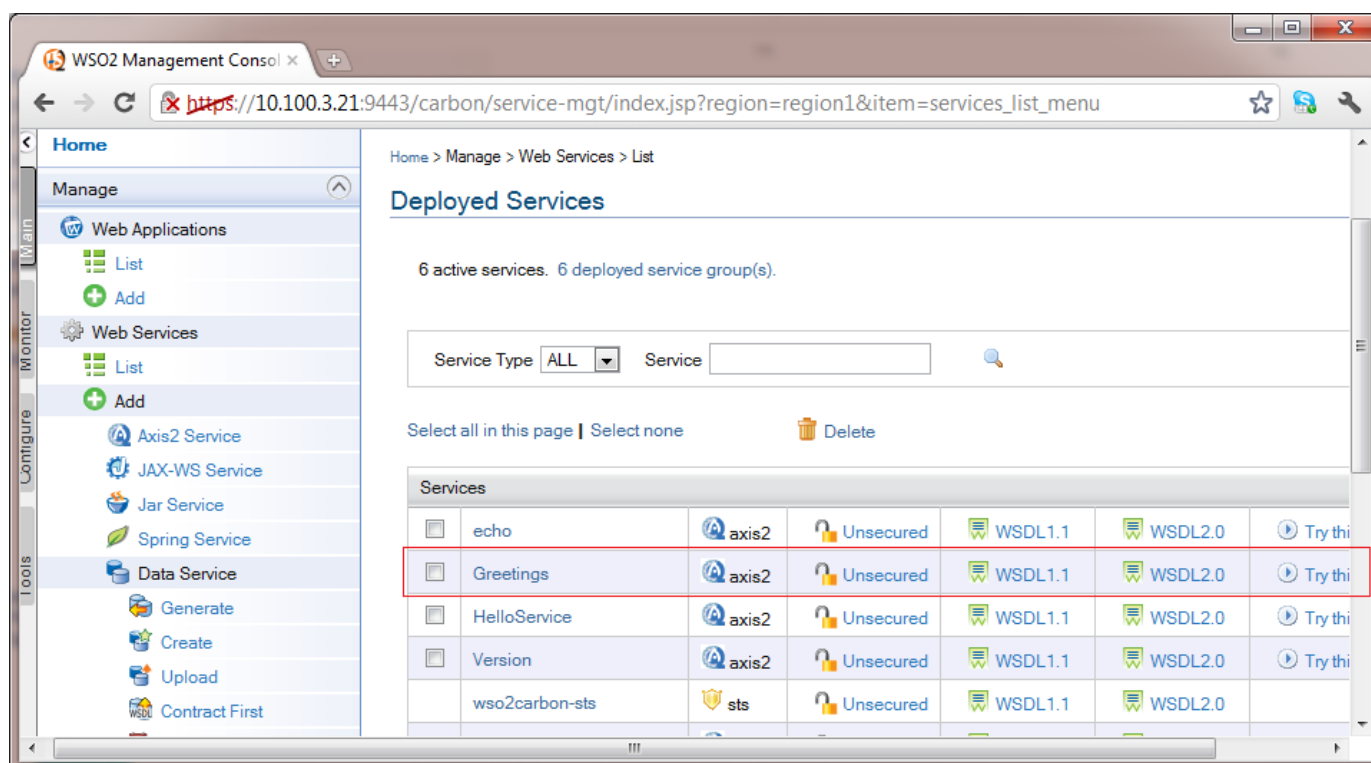 WSO2 Management Consol
https://10.100.3.21:9443/carbon/service-mgt/index.jsp?region=region1&item=services_list_menu
Main
Monitor
Configure
Tools
Home
Manage
Web Applications
List
Add
Web Services
List
Add
Axis2 Service
JAX-WS Service
Jar Service
Spring Service
Data Service
Generate
Create
Upload
WSDL Contract First
Home > Manage > Web Services > List
Deployed Services
6 active services. 6 deployed service group(s).
Service Type ALL Service
Select all in this page | Select none Delete
Services
echo axis2 Unsecured WSDL1.1 WSDL2.0 Try thi
Greetings axis2 Unsecured WSDL1.1 WSDL2.0 Try thi
HelloService axis2 Unsecured WSDL1.1 WSDL2.0 Try thi
Version axis2 Unsecured WSDL1.1 WSDL2.0 Try thi
wso2carbon-sts sts Unsecured WSDL1.1 WSDL2.0